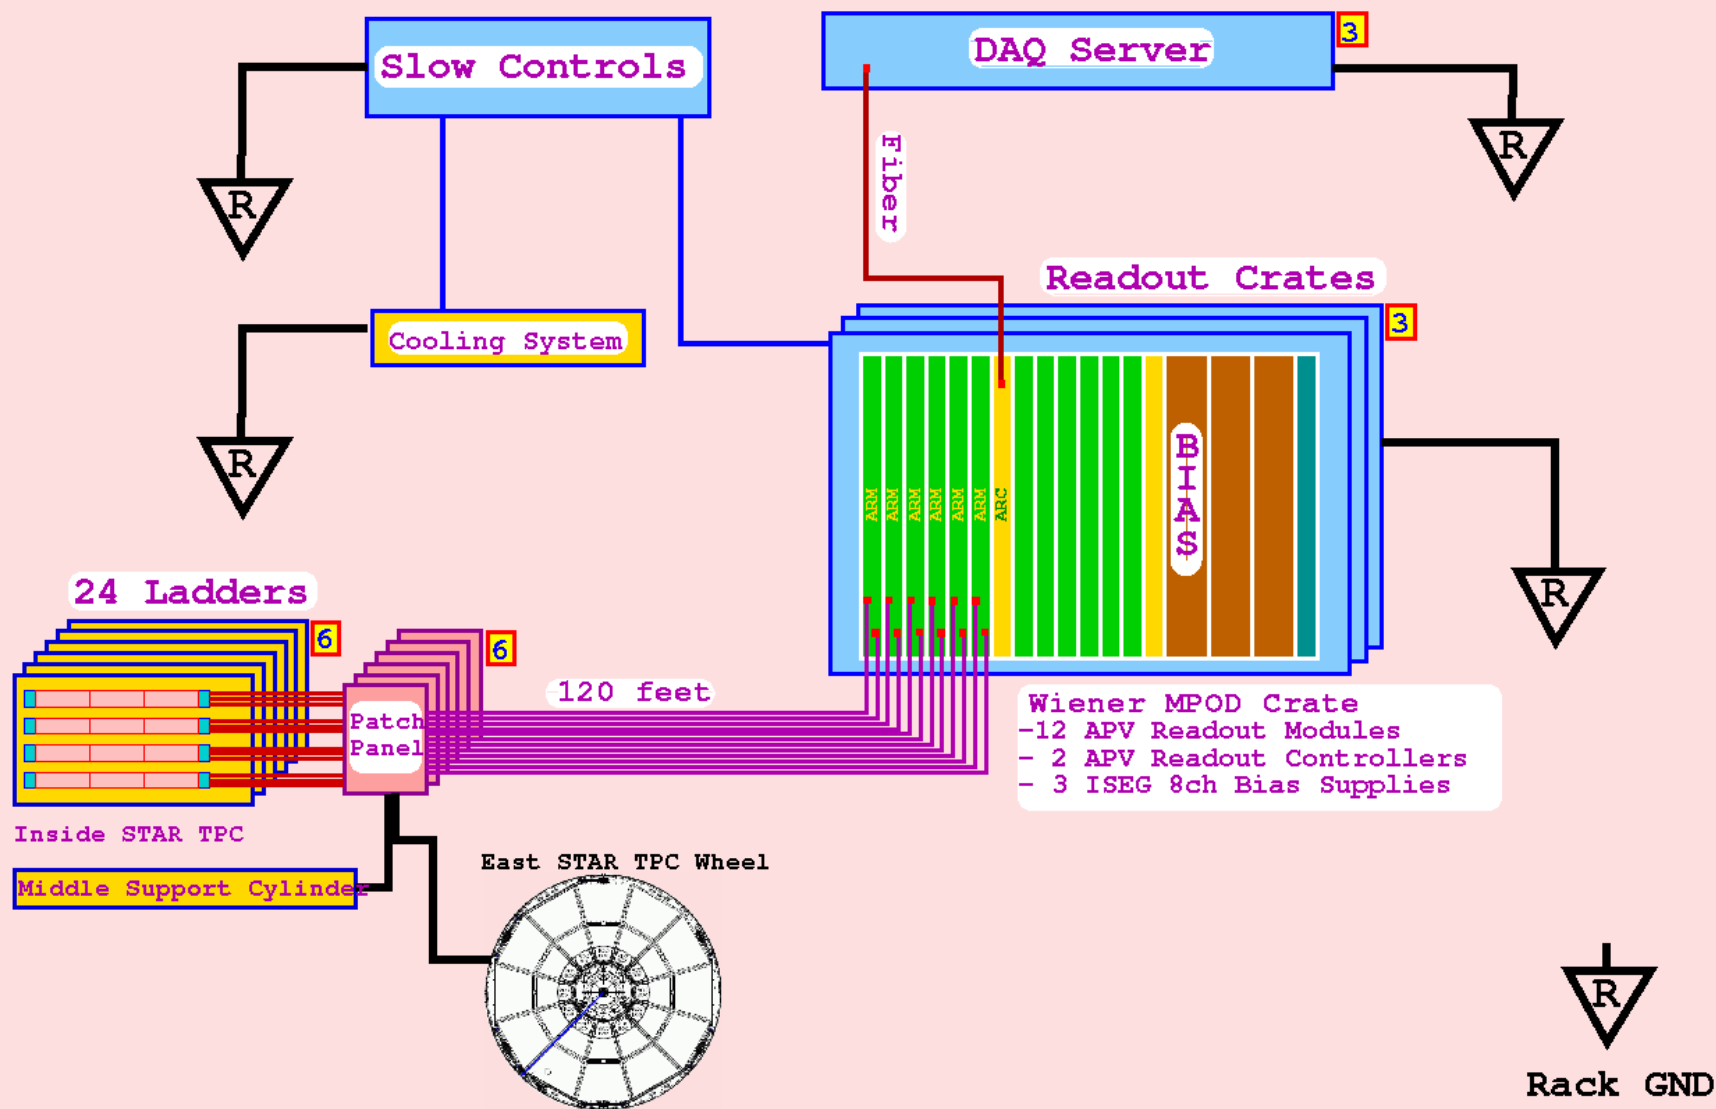 Slow Controls
DAQ Server
3
R
R
Fiber
Readout Crates
3
Cooling System
R
BIAS
ARM
ARM
ARM
ARM
ARM
ARM
ARC
R
24 Ladders
6
6
120 feet
Patch
Panel
Wiener MPOD Crate
-12 APV Readout Modules
- 2 APV Readout Controllers
- 3 ISEG 8ch Bias Supplies
Inside STAR TPC
East STAR TPC Wheel
Middle Support Cylinder
R
Rack GND